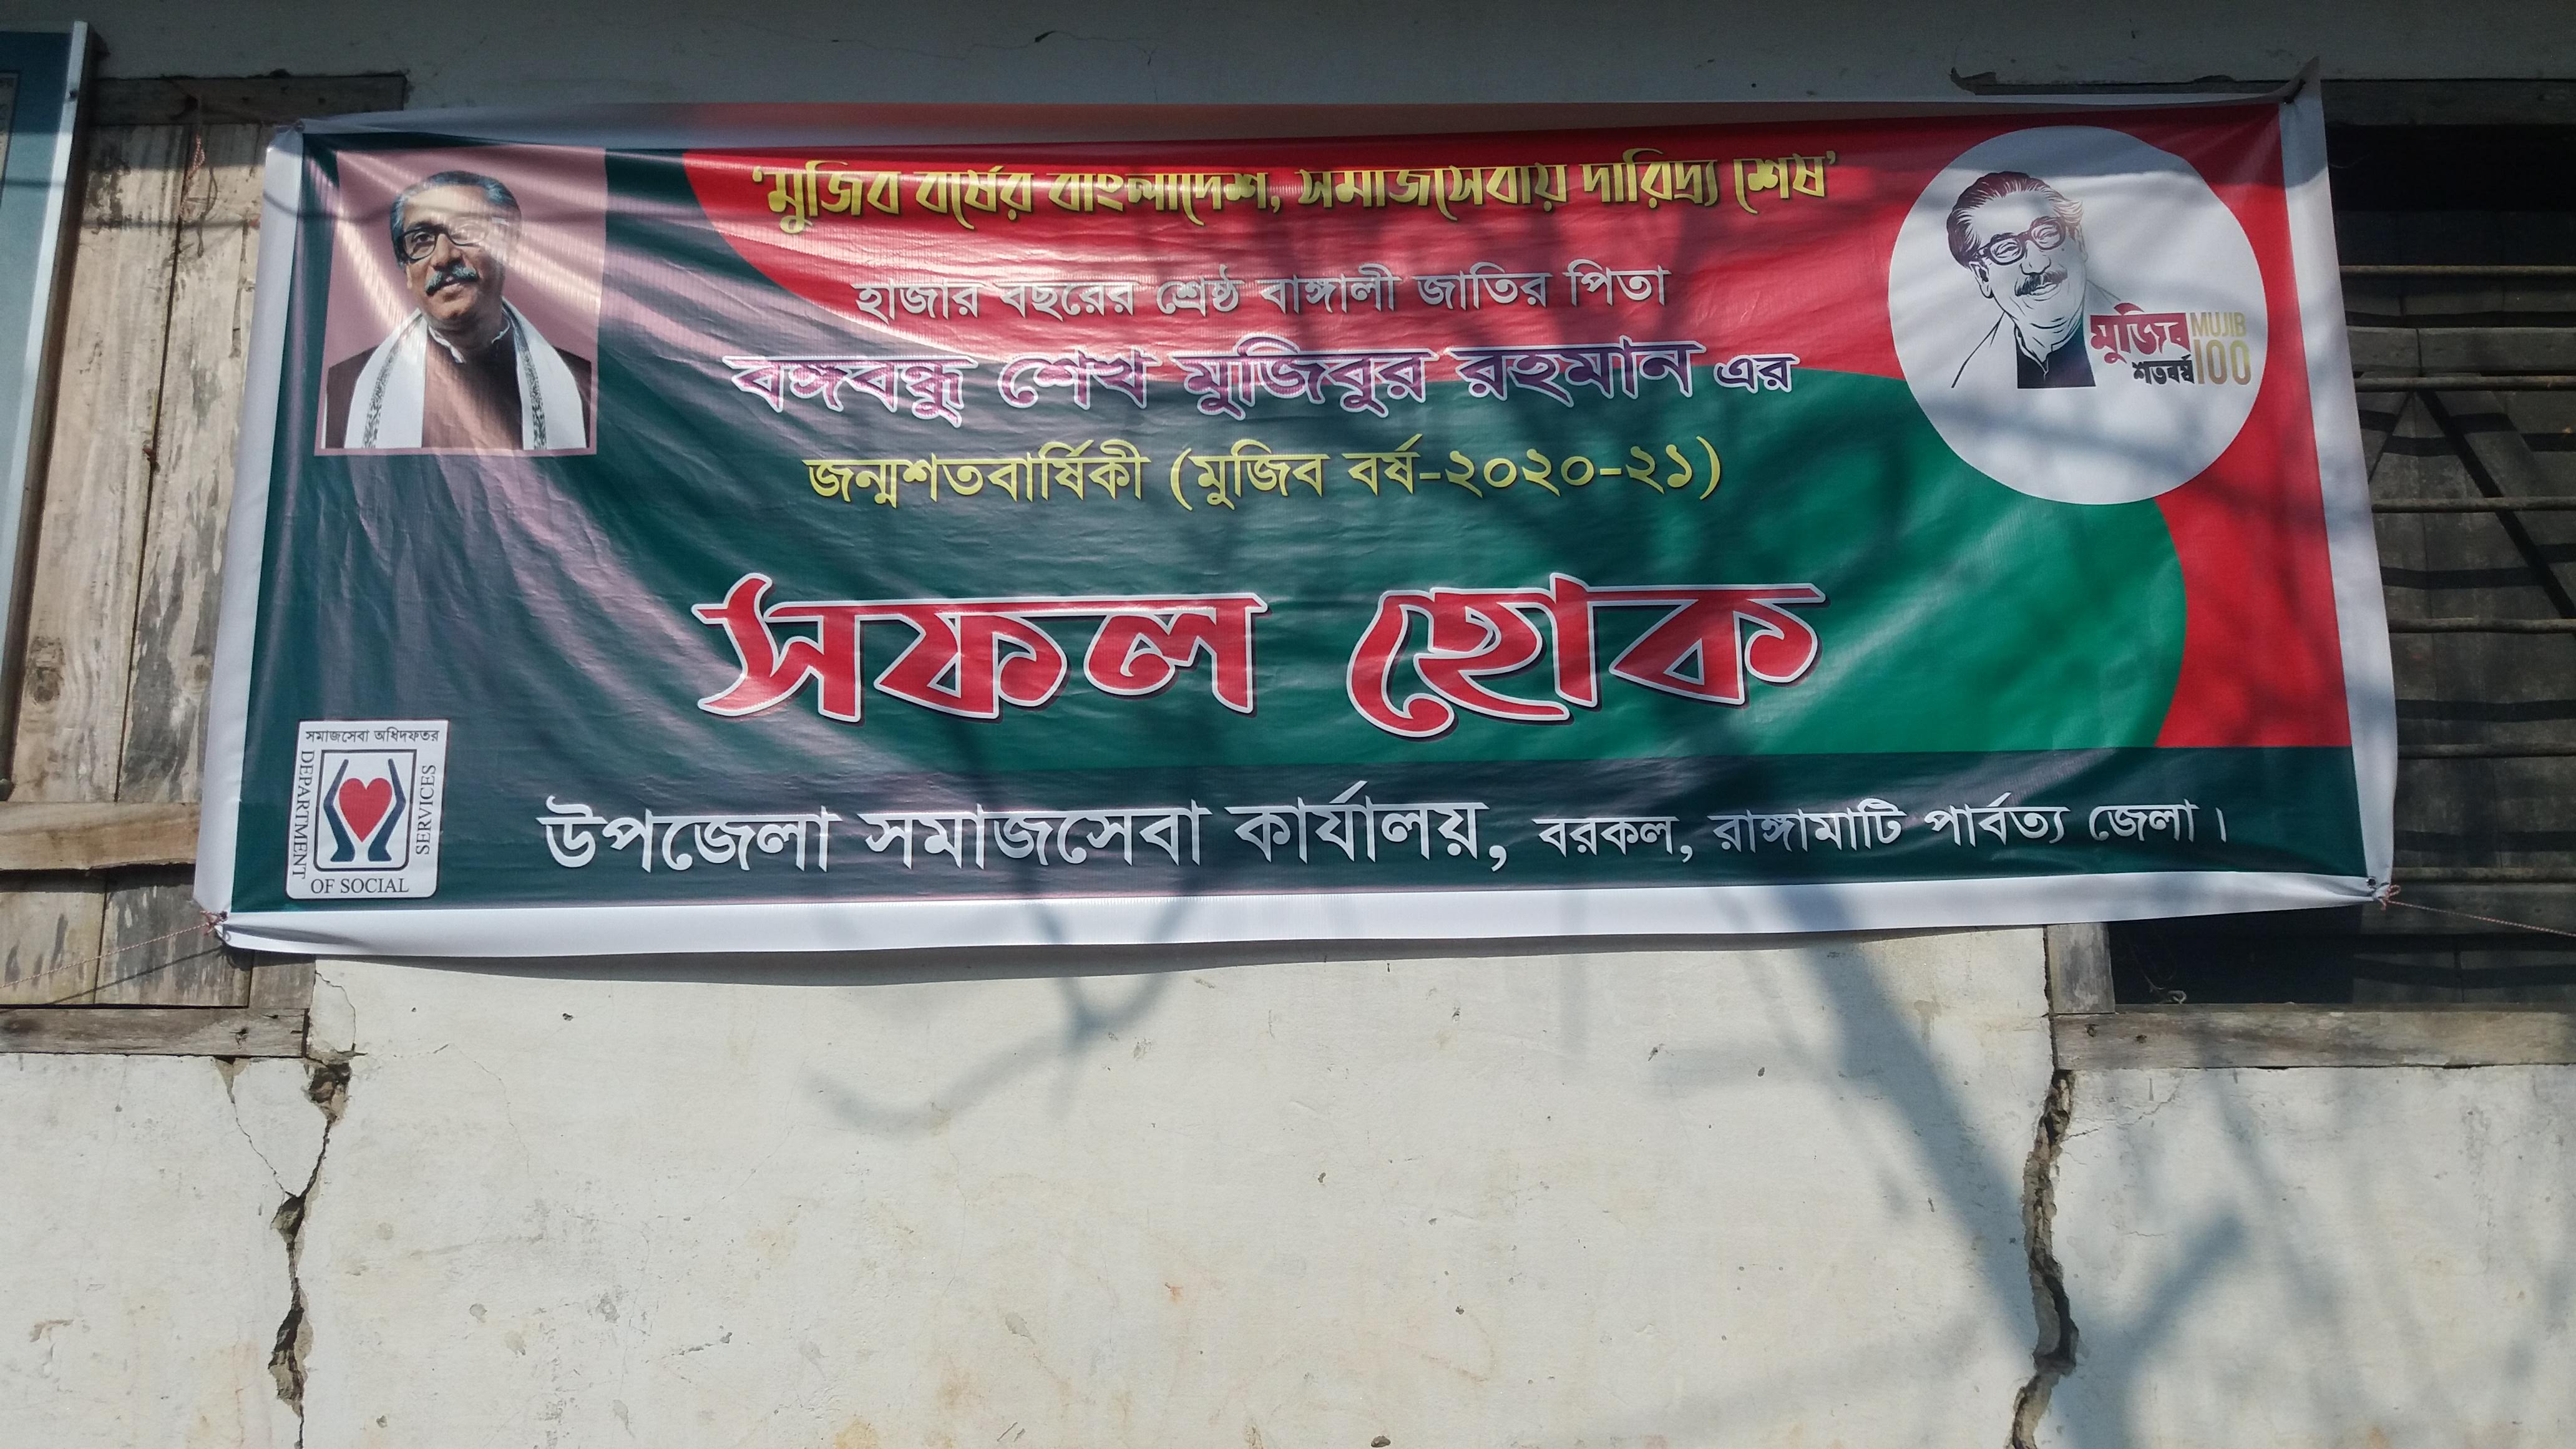 'মুজিব বর্ষের বাংলাদেশ, সমাজসেবায় দারিদ্র্য শেষ'
হাজার বছরের শ্রেষ্ঠ বাঙ্গালী জাতির পিতা
বঙ্গবন্ধু শেখ মুজিবুর রহমান এর
জন্মশতবার্ষিকী (মুজিব বর্ষ-২০২০-২১)
মুজিব MUJIB
শতবর্ষ 100
সফল হোক
সমাজসেবা অধিদফতর
DEPARTMENT
OF SOCIAL
SERVICES
উপজেলা সমাজসেবা কার্যালয়, বরকল, রাঙ্গামাটি পার্বত্য জেলা।